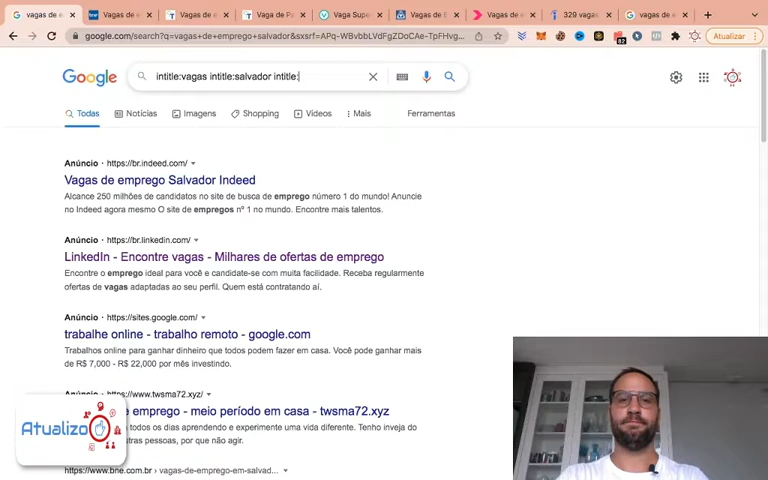 vagas de e
Vagas de e
Vagas de e
Vaga de Pa
Vaga Supe
Vagas de E
Vagas de e
329 vagas
vagas de e
google.com/search?q=vagas+de+emprego+salvador&sxsrf=APq-WBvbbLVdFgZDoCAe-TpFHvg...
82
Atualizar
Google
intitle:vagas intitle:salvador intitle:
Todas
Notícias
Imagens
Shopping
Vídeos
Mais
Ferramentas
Anúncio · https://br.indeed.com/
Vagas de emprego Salvador Indeed
Alcance 250 milhões de candidatos no site de busca de emprego número 1 do mundo! Anuncie
no Indeed agora mesmo O site de empregos nº 1 no mundo. Encontre mais talentos.
Anúncio · https://br.linkedin.com/
LinkedIn - Encontre vagas - Milhares de ofertas de emprego
Encontre o emprego ideal para você e candidate-se com muita facilidade. Receba regularmente
ofertas de vagas adaptadas ao seu perfil. Quem está contratando aí.
Anúncio · https://sites.google.com/
trabalhe online - trabalho remoto - google.com
Trabalhos online para ganhar dinheiro que todos podem fazer em casa. Você pode ganhar mais
de R$ 7,000 - R$ 22,000 por mês investindo.
Anúncio · https://www.twsma72.xyz/
e emprego - meio período em casa - twsma72.xyz
todos os dias aprendendo e experimente uma vida diferente. Tenho inveja do
outras pessoas, por que não agir.
Atualizo
https://www.bne.com.br › vagas-de-emprego-em-salvad...